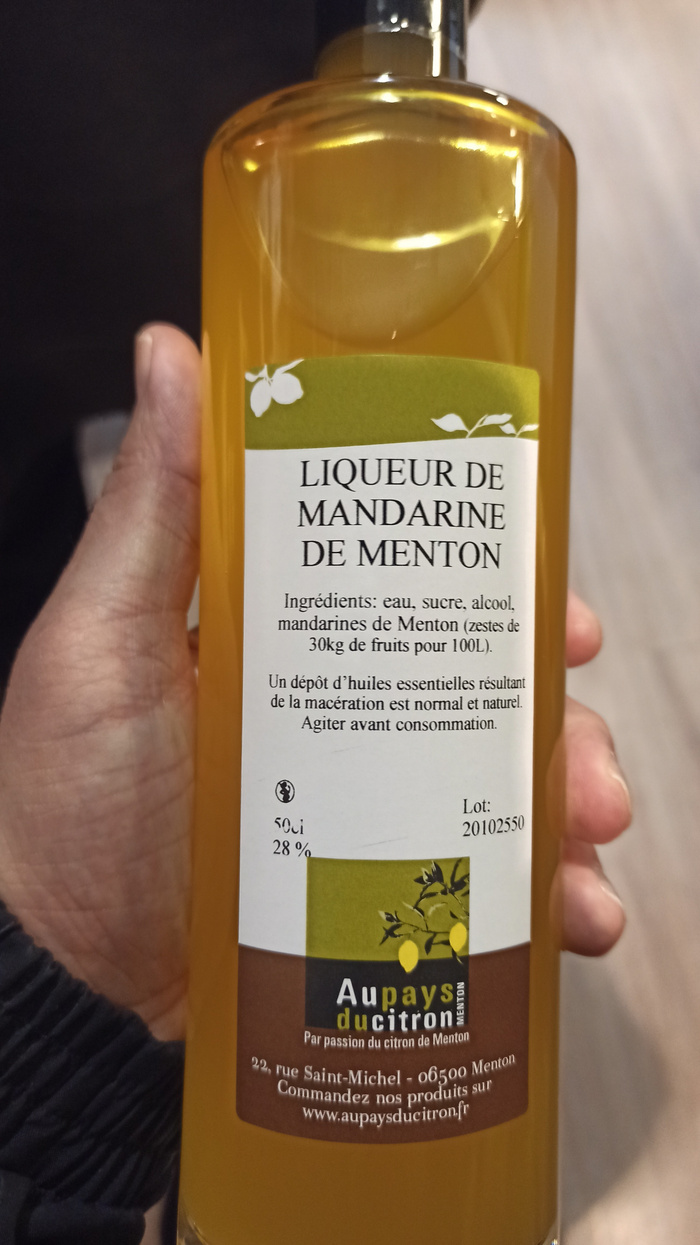 LIQUEUR DE
MANDARINE
DE MENTON
Ingrédients: eau, sucre, alcool,
mandarines de Menton (zestes de
30kg de fruits pour 100L).
Un dépôt d'huiles essentielles résultant
de la macération est normal et naturel.
Agiter avant consommation.
50cl
28 %
Lot:
20102550
Aupays
ducitron
MENTON
Par passion du citron de Menton
22, rue Saint-Michel - 06500 Menton
Commandez nos produits sur
www.aupaysducitron.fr